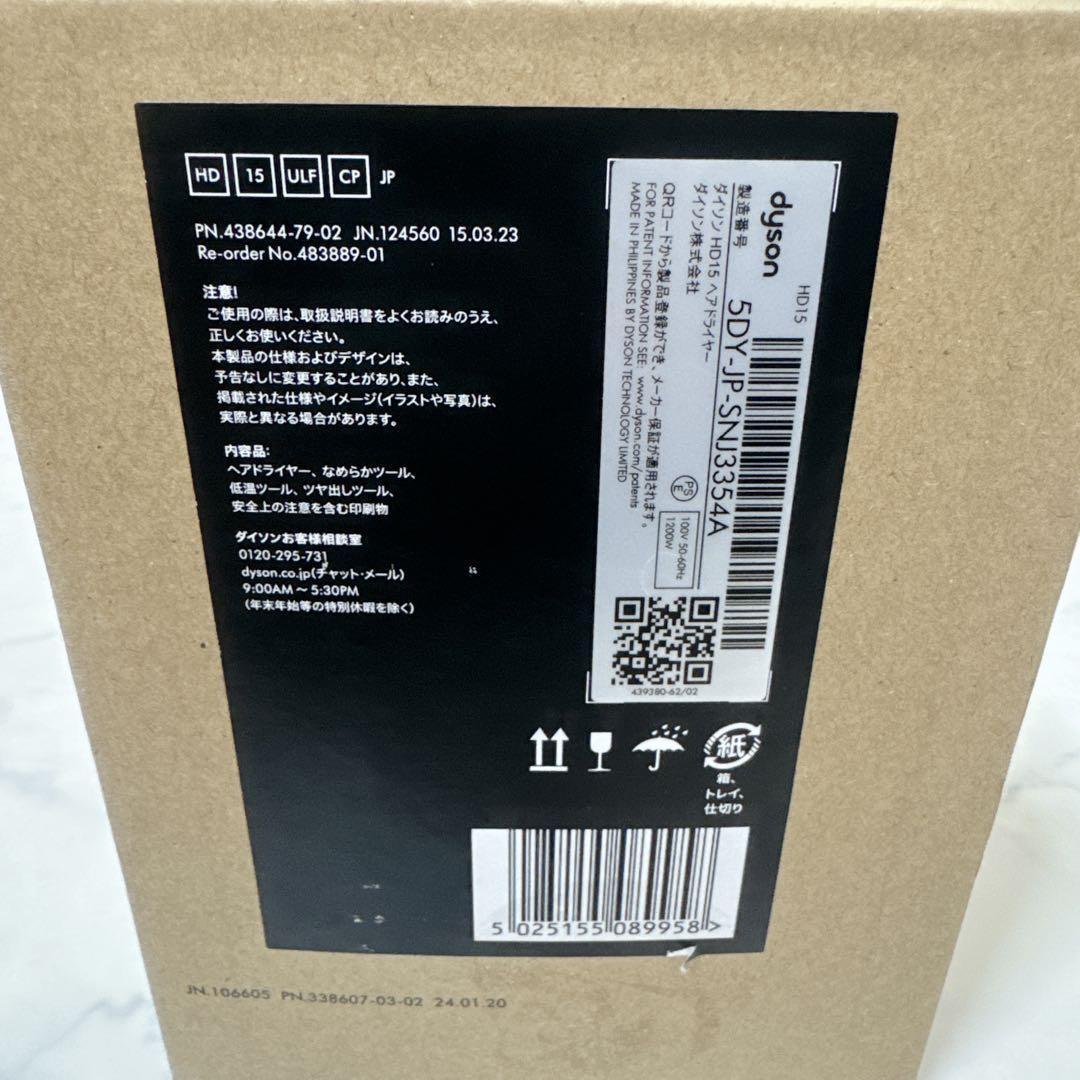 HD 15 ULF CP JP
PN.438644-79-02 JN.124560 15.03.23
Re-order No.483889-01
注意!
ご使用の際は、取扱説明書をよくお読みのうえ、
正しくお使いください。
本製品の仕様およびデザインは、
予告なしに変更することがあり、また、
掲載された仕様やイメージ(イラストや写真)は、
実際と異なる場合があります。
内容品:
ヘアドライヤー、なめらかツール、
低温ツール、ツヤ出しツール、
安全上の注意を含む印刷物
ダイソンお客様相談室
0120-295-731
dyson.co.jp(チャット・メール)
9:00AM～5:30PM
(年末年始等の特別休暇を除く)
dyson
HD15
製造番号
5DY-JP-SNJ3354A
ダイソン HD15 ヘアドライヤー
ダイソン株式会社
QRコードから製品登録ができ、メーカー保証が適用されます。
FOR PATENT INFORMATION SEE: www.dyson.com/patents
MADE IN PHILIPPINES BY DYSON TECHNOLOGY LIMITED
PS
E
100V 50-60Hz
1200W
439380-62/02
紙
箱、
トレイ、
仕切り
5 025155 089958 >
JN.106605 PN.338607-03-02 24.01.20